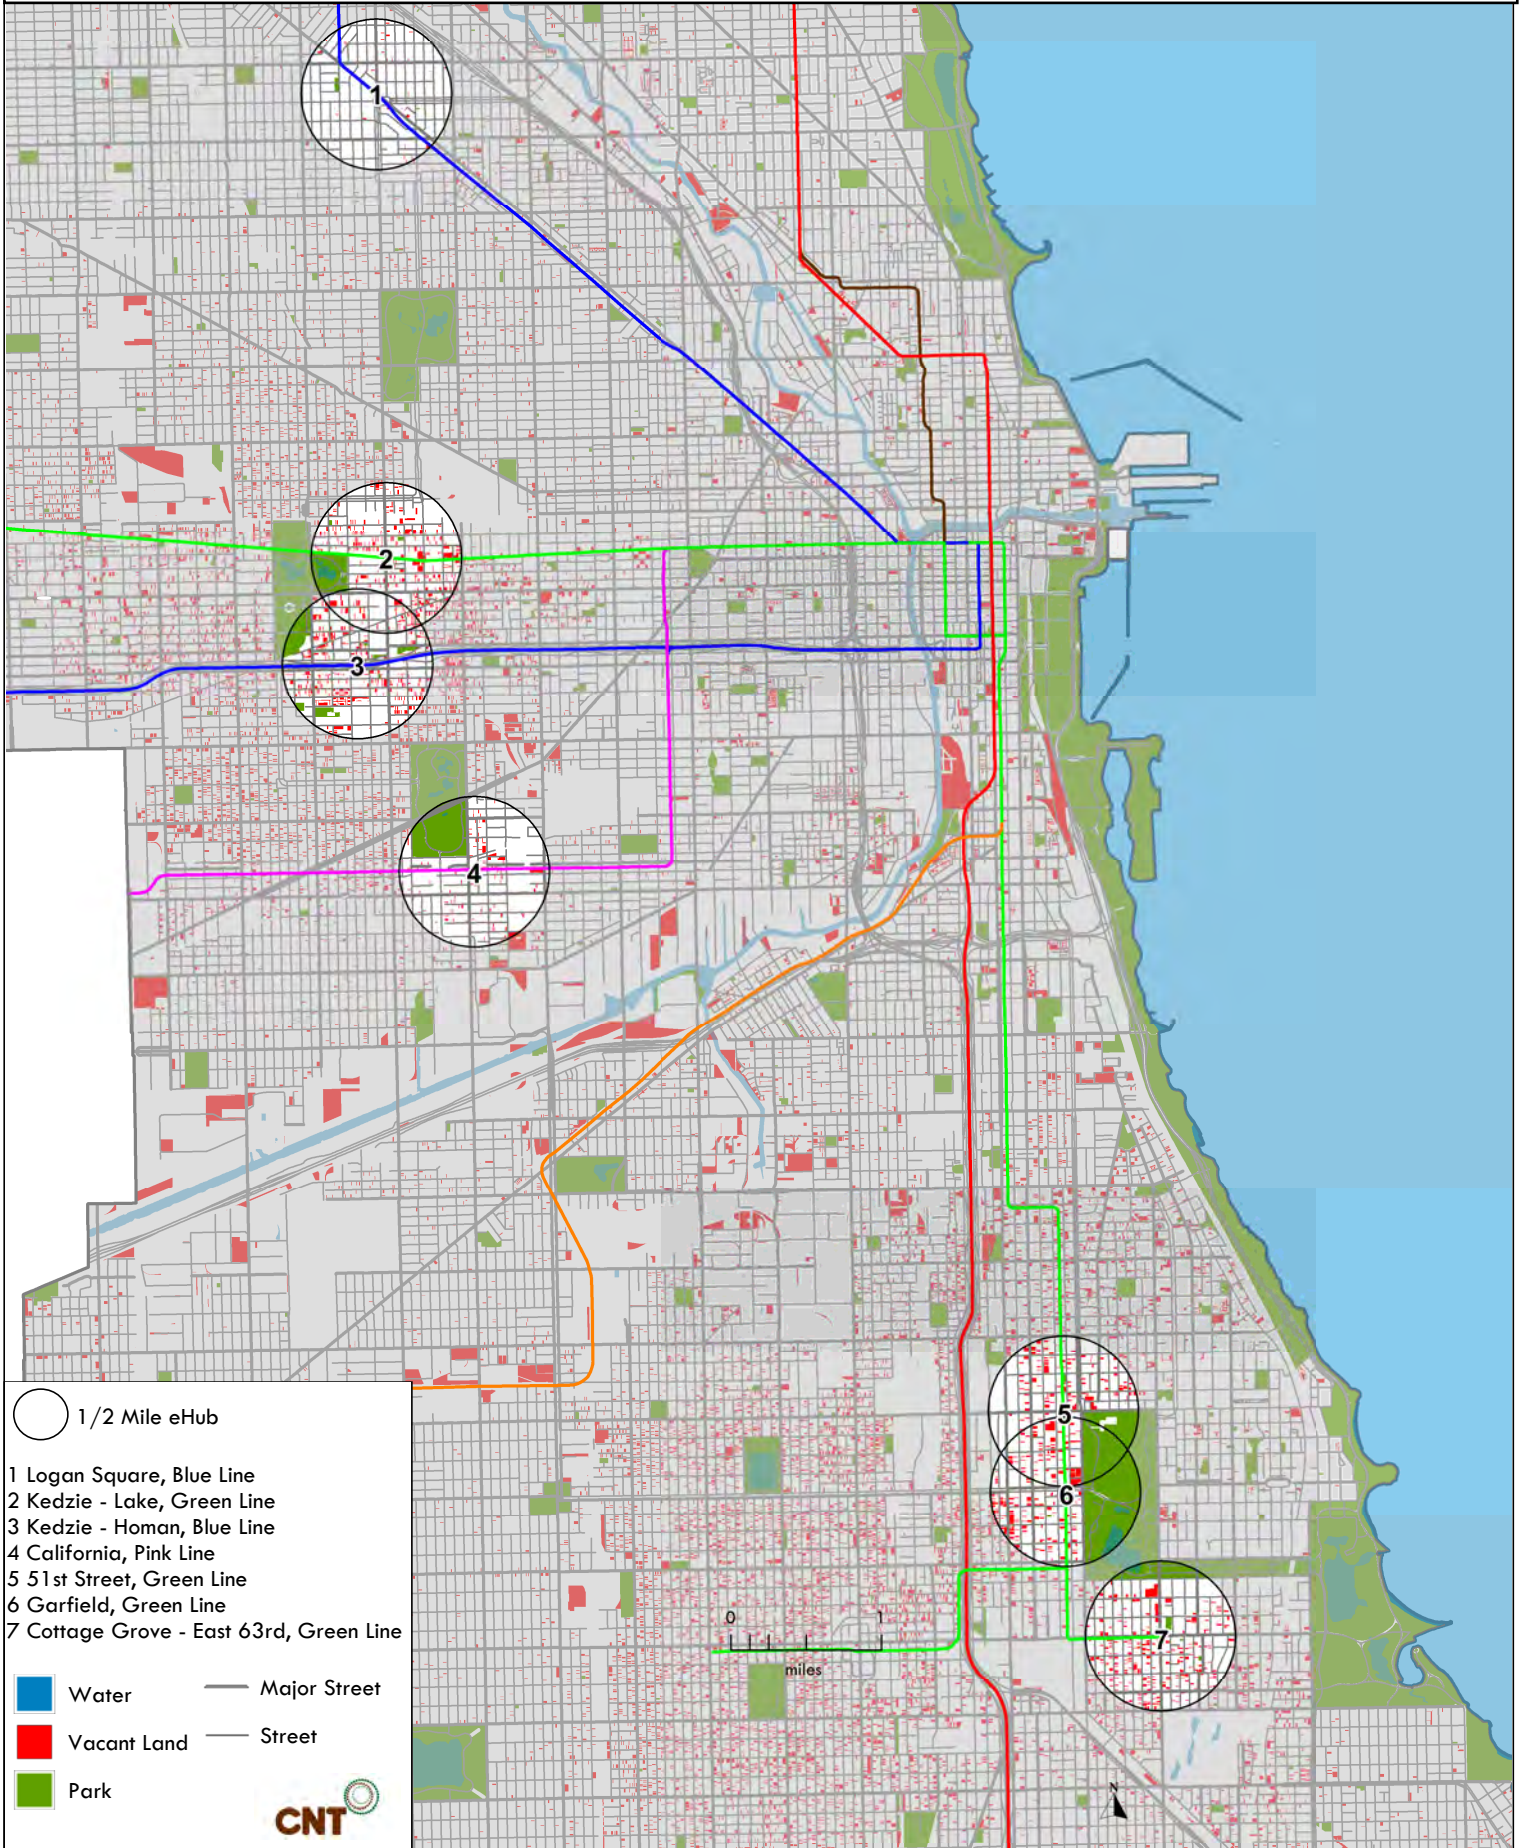 1
2
3
4
5
6
7
1/2 Mile eHub
1 Logan Square, Blue Line
2 Kedzie - Lake, Green Line
3 Kedzie - Homan, Blue Line
4 California, Pink Line
5 51st Street, Green Line
6 Garfield, Green Line
7 Cottage Grove - East 63rd, Green Line
0 1
miles
Water
Major Street
Vacant Land
Street
Park
CNT
N